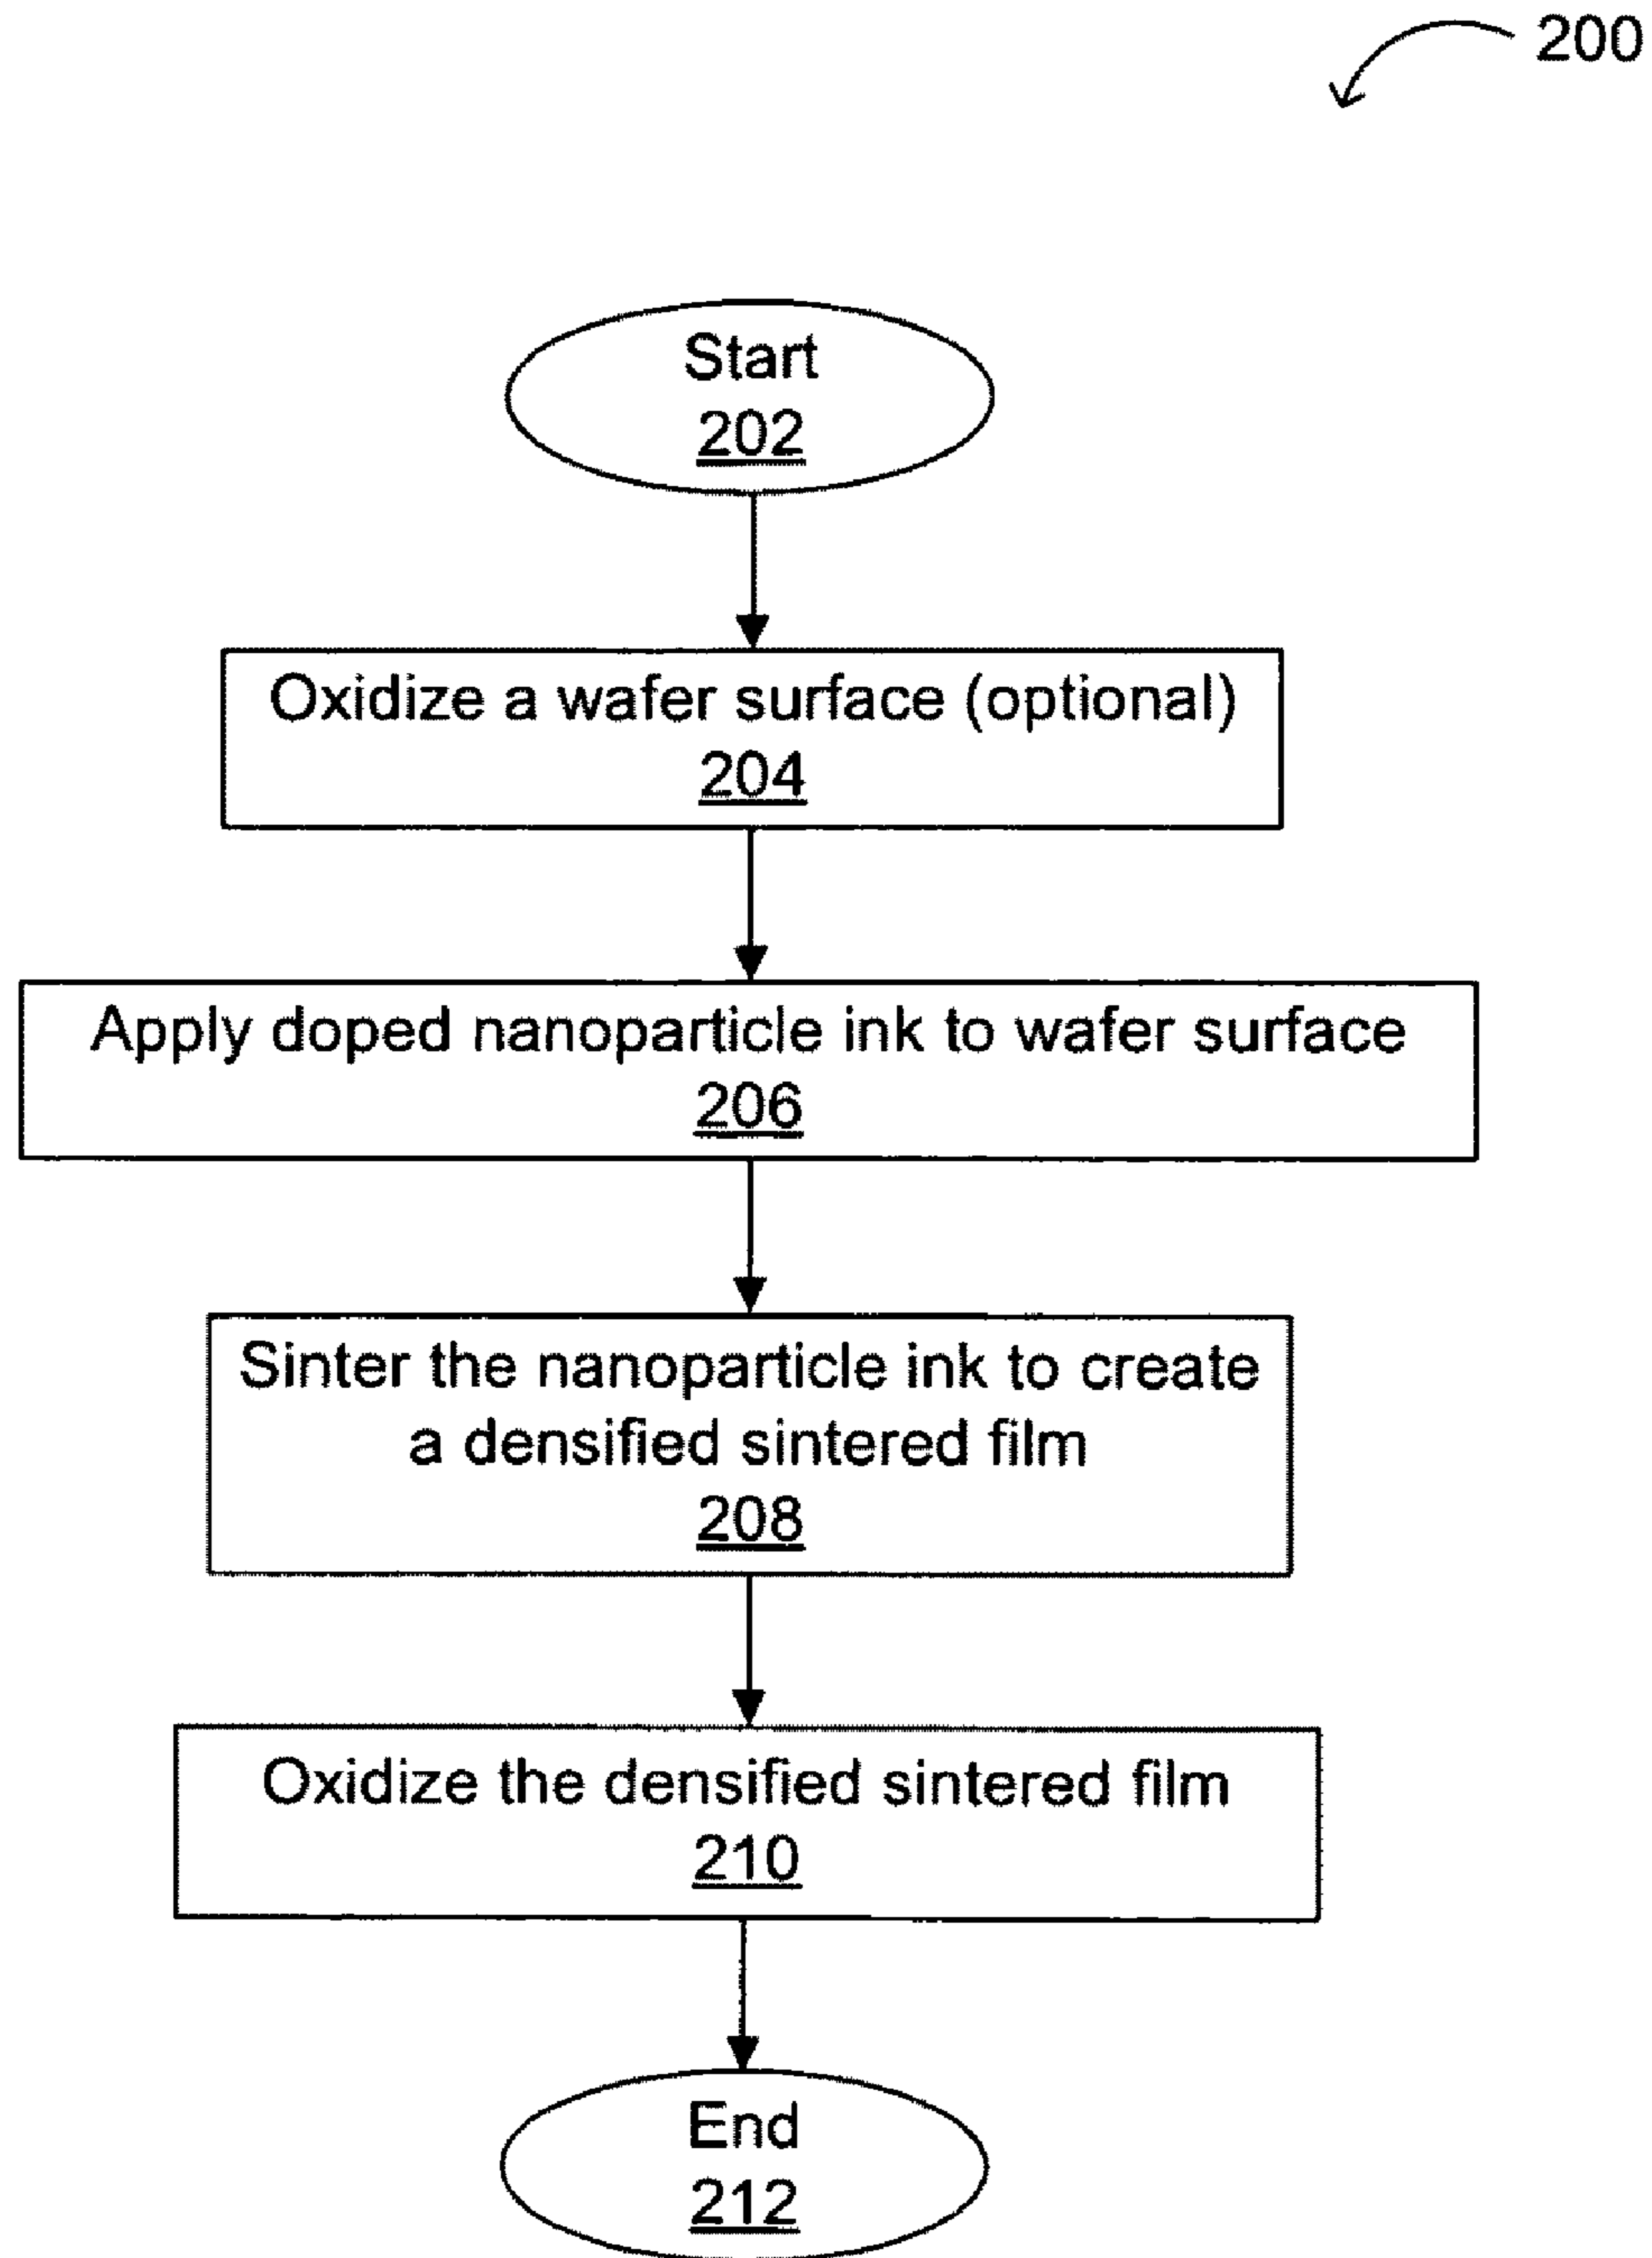 200
Start
202
Oxidize a wafer surface (optional)
204
Apply doped nanoparticle ink to wafer surface
206
Sinter the nanoparticle ink to create
a densified sintered film
208
Oxidize the densified sintered film
210
End
212